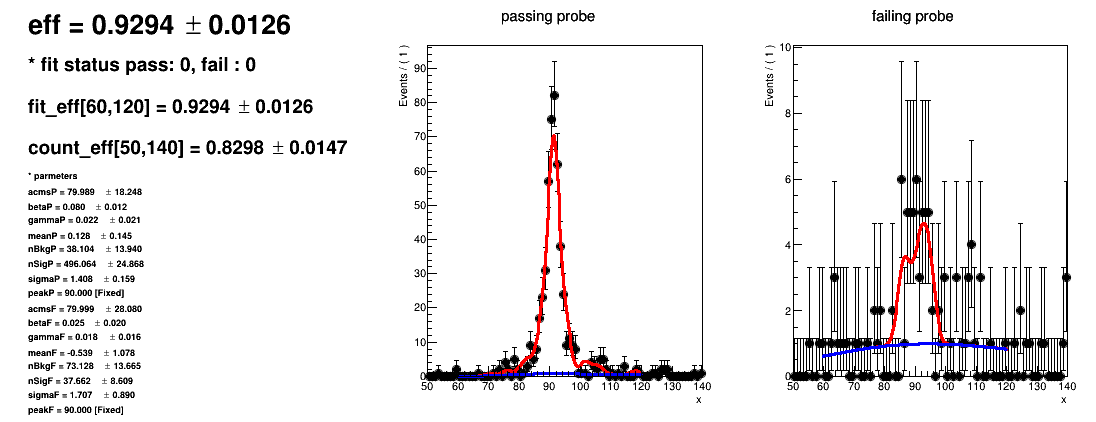 eff = 0.9294 ± 0.0126
* fit status pass: 0, fail : 0
fit_eff[60,120] = 0.9294 ± 0.0126
count_eff[50,140] = 0.8298 ± 0.0147
* parmeters
acmsP = 79.989 ± 18.248
betaP = 0.080 ± 0.012
gammaP = 0.022 ± 0.021
meanP = 0.128 ± 0.145
nBkgP = 38.104 ± 13.940
nSigP = 496.064 ± 24.868
sigmaP = 1.408 ± 0.159
peakP = 90.000 [Fixed]
acmsF = 79.999 ± 28.080
betaF = 0.025 ± 0.020
gammaF = 0.018 ± 0.016
meanF = -0.539 ± 1.078
nBkgF = 73.128 ± 13.665
nSigF = 37.662 ± 8.609
sigmaF = 1.707 ± 0.890
peakF = 90.000 [Fixed]
passing probe
Events / ( 1 )
90
80
70
60
50
40
30
20
10
0
50 60 70 80 90 100 110 120 130 140
x
failing probe
Events / ( 1 )
10
8
6
4
2
0
50 60 70 80 90 100 110 120 130 140
x